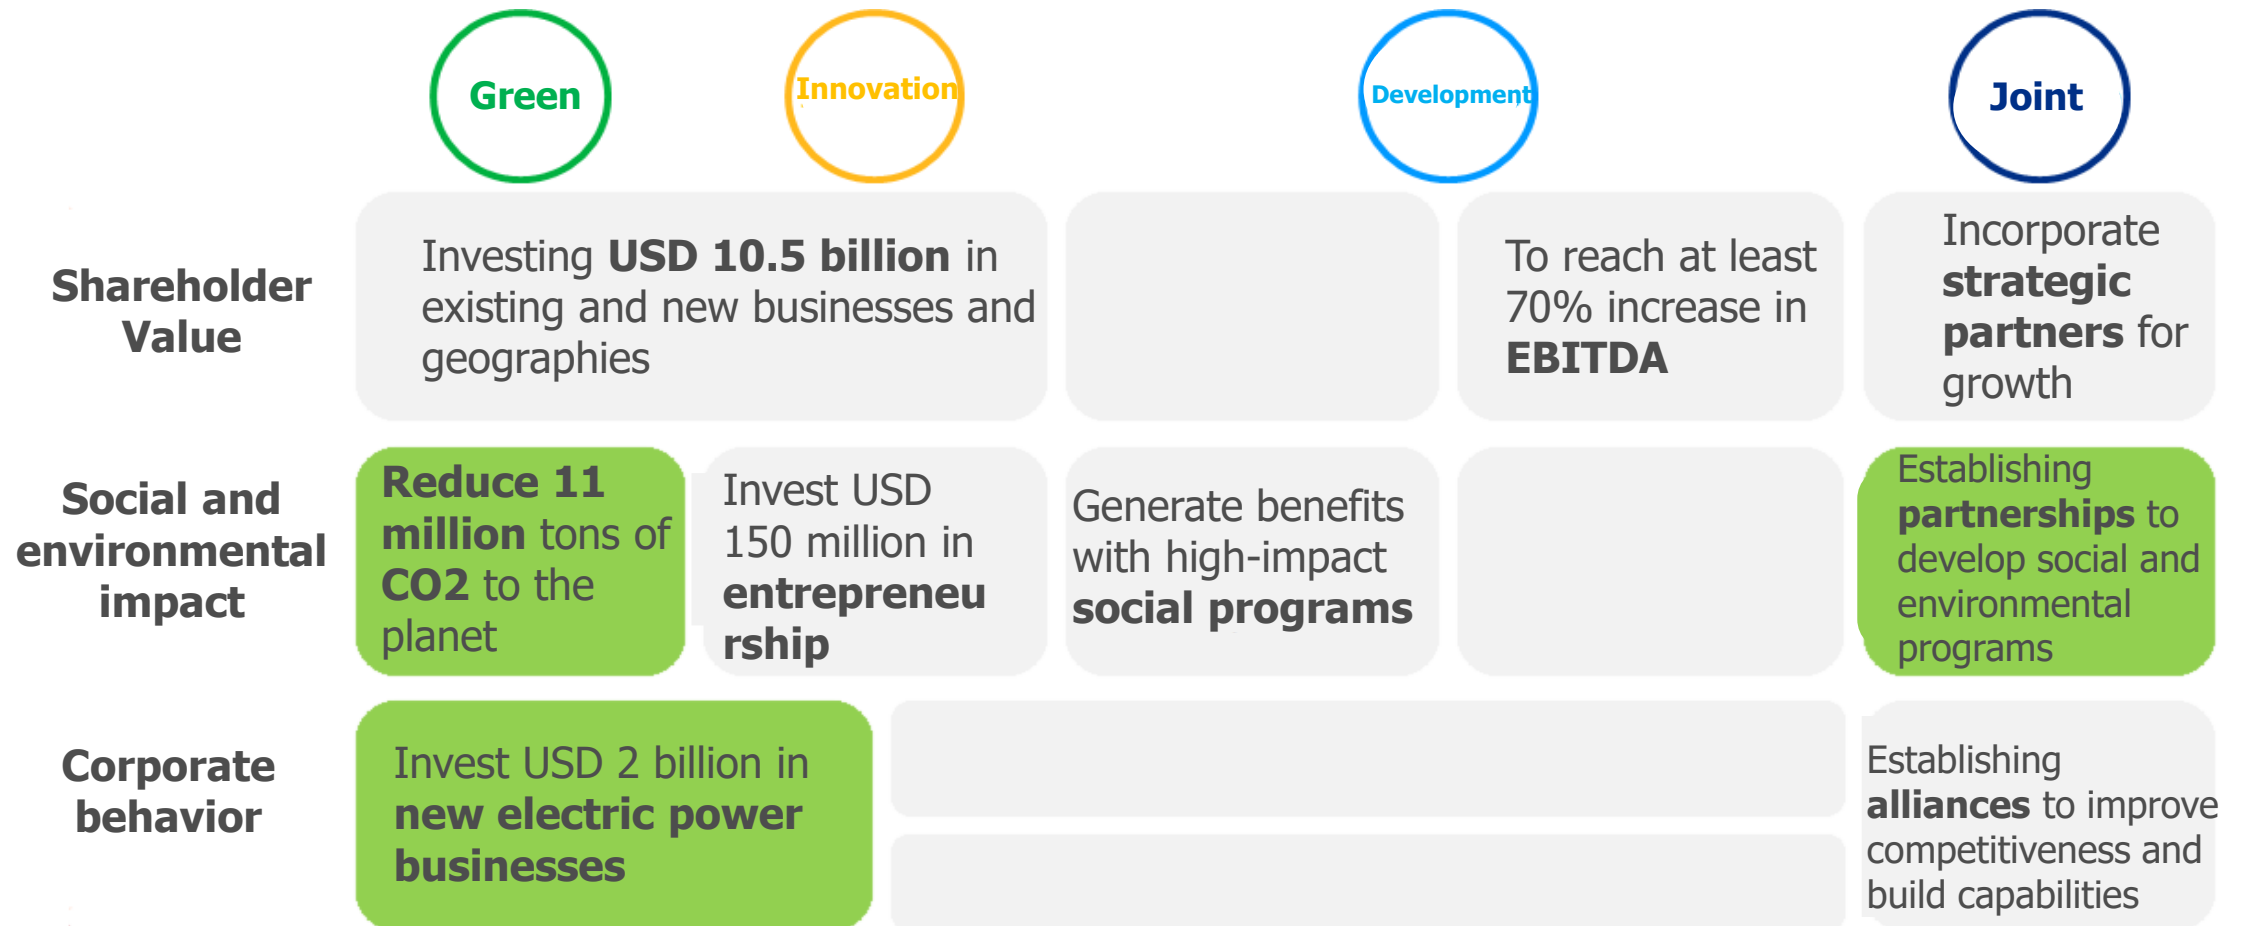 Green
Innovation
Development
Joint
Shareholder
Value
Investing USD 10.5 billion in
existing and new businesses and
geographies
To reach at least
70% increase in
EBITDA
Incorporate
strategic
partners for
growth
Social and
environmental
impact
Reduce 11
million tons of
CO2 to the
planet
Invest USD
150 million in
entrepreneu
rship
Generate benefits
with high-impact
social programs
Establishing
partnerships to
develop social and
environmental
programs
Corporate
behavior
Invest USD 2 billion in
new electric power
businesses
Establishing
alliances to improve
competitiveness and
build capabilities